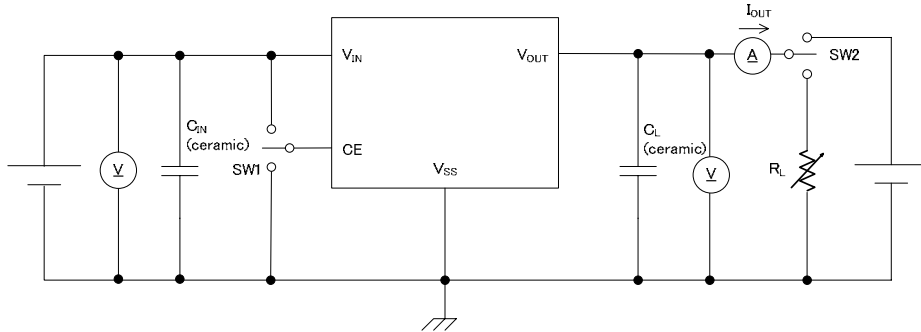 I_OUT
A
SW2
V_IN
V_OUT
C_IN
(ceramic)
CE
SW1
V
V_SS
C_L
(ceramic)
V
R_L